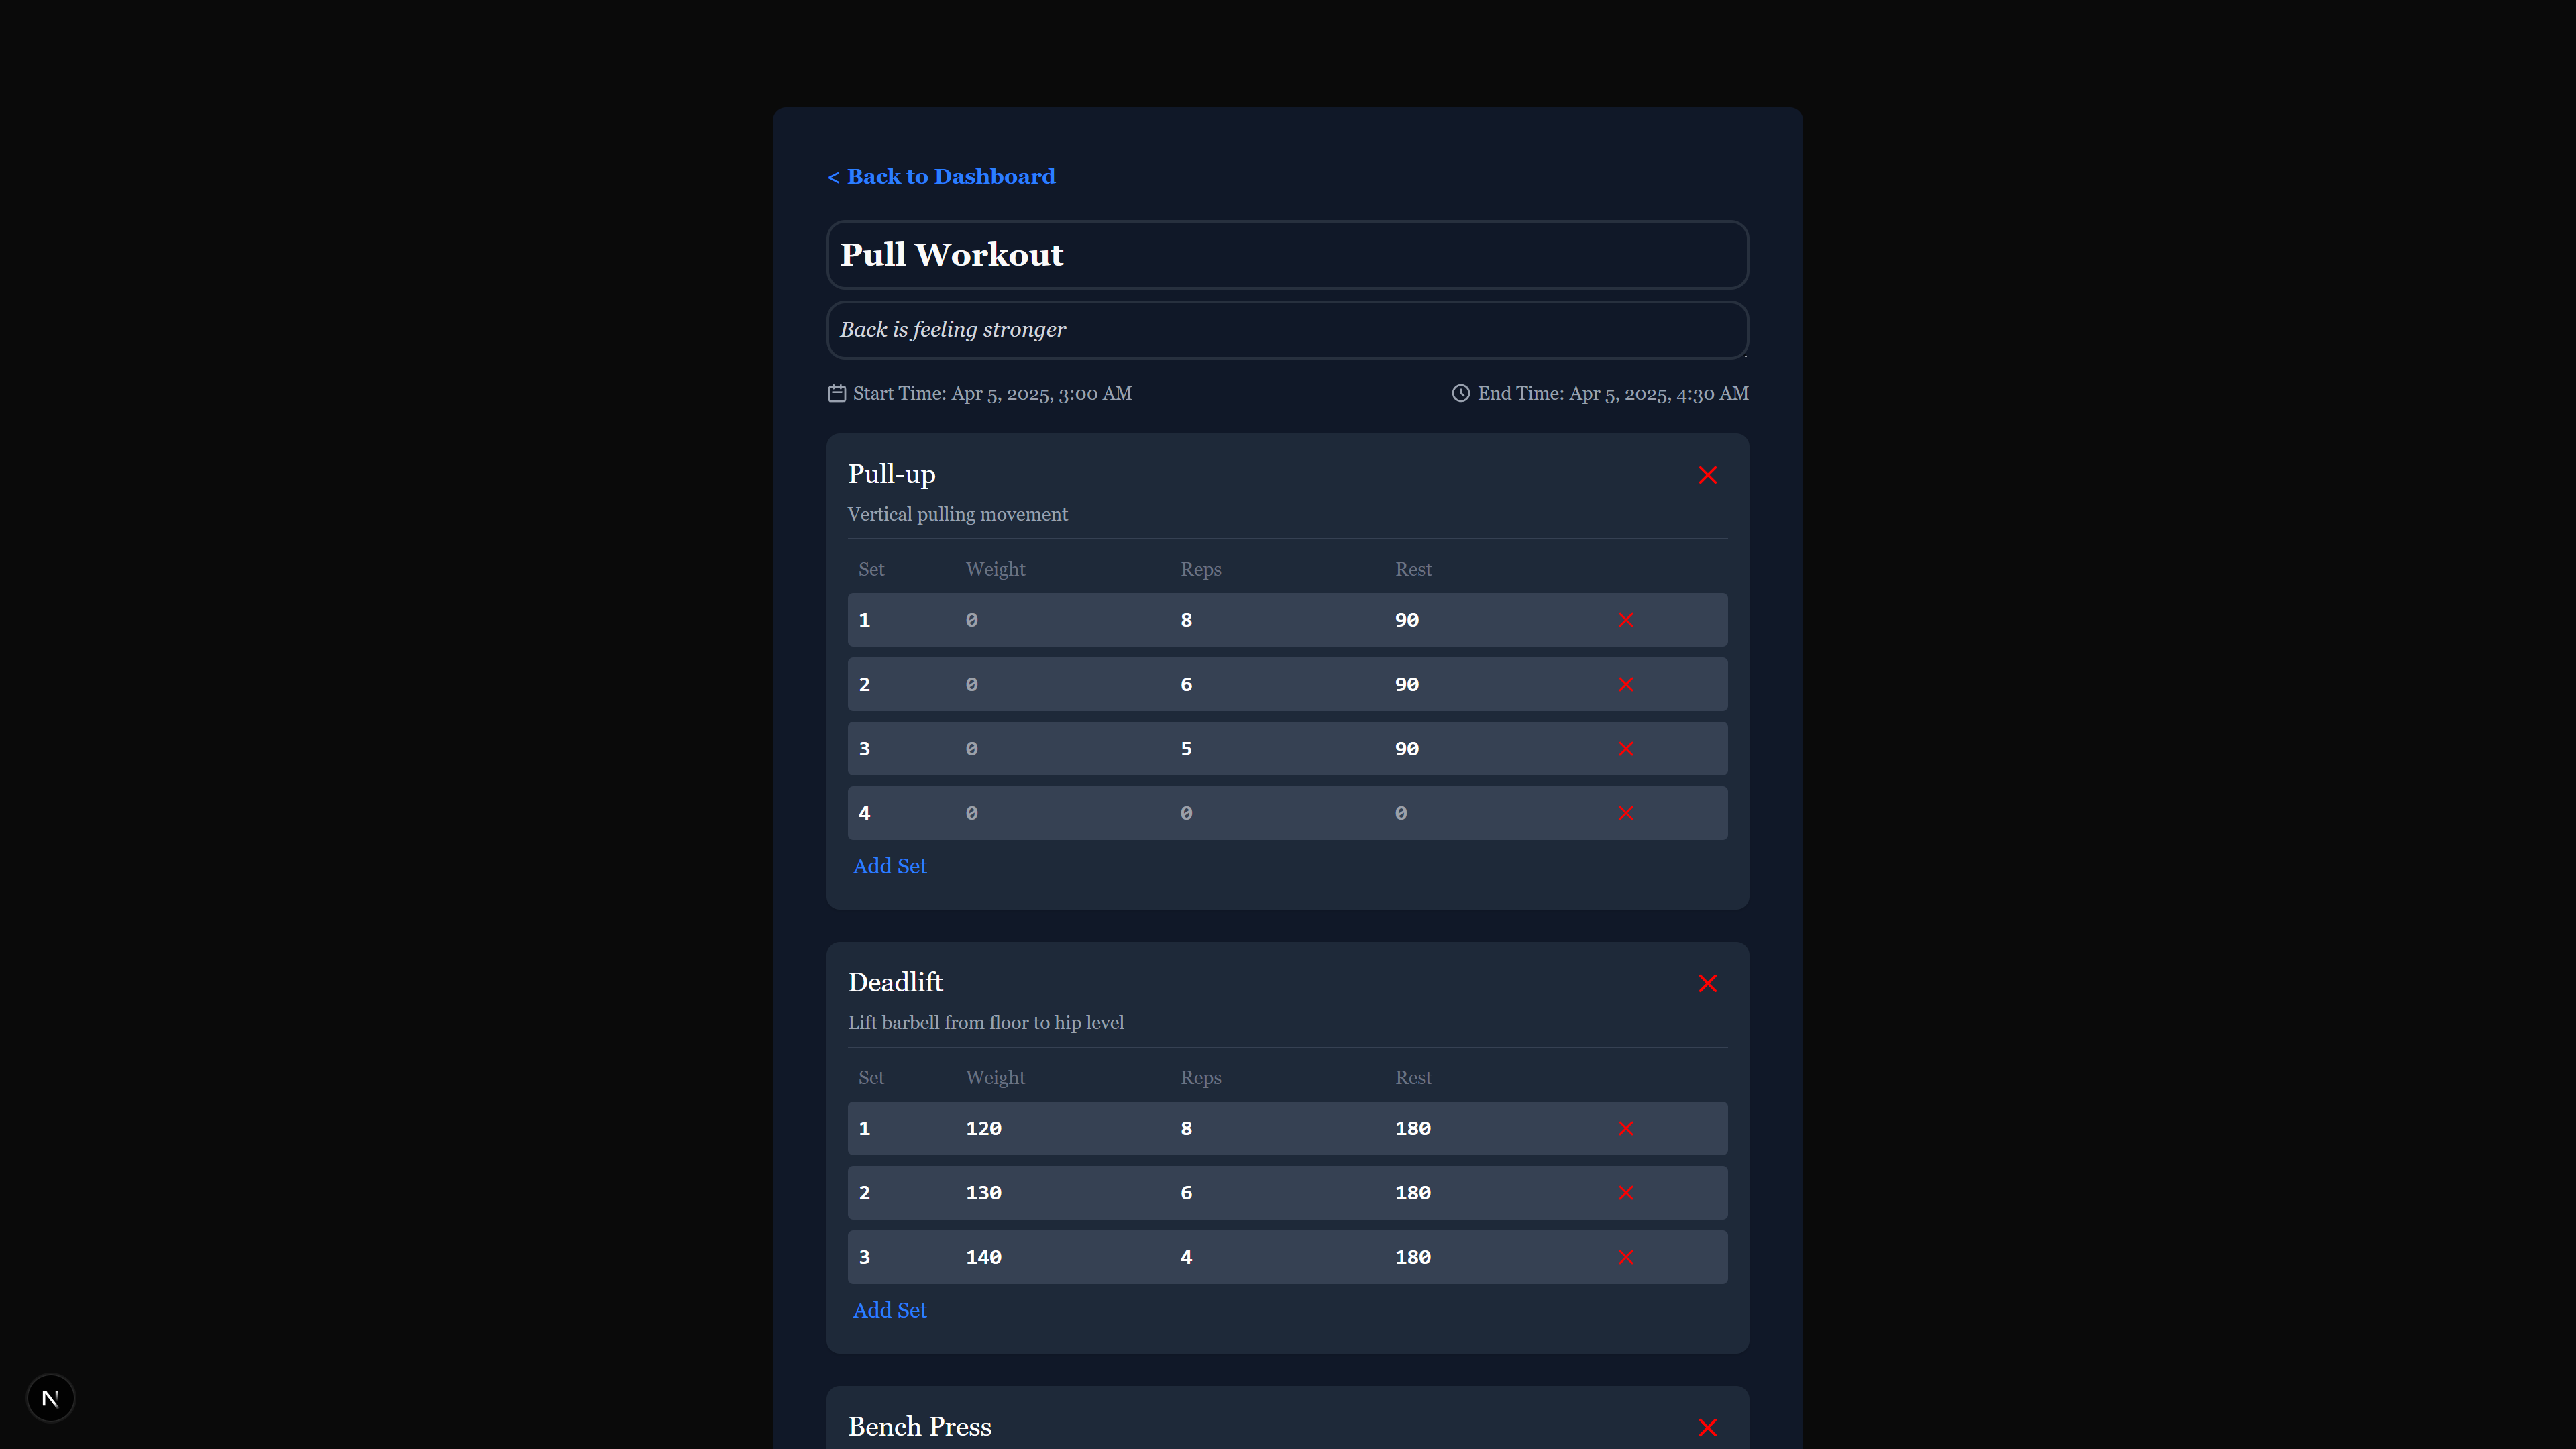 < Back to Dashboard
Pull Workout
Back is feeling stronger
Start Time: Apr 5, 2025, 3:00 AM
End Time: Apr 5, 2025, 4:30 AM
Pull-up
Vertical pulling movement
Set Weight Reps Rest
1 0 8 90
2 0 6 90
3 0 5 90
4 0 0 0
Add Set
Deadlift
Lift barbell from floor to hip level
Set Weight Reps Rest
1 120 8 180
2 130 6 180
3 140 4 180
Add Set
Bench Press
N